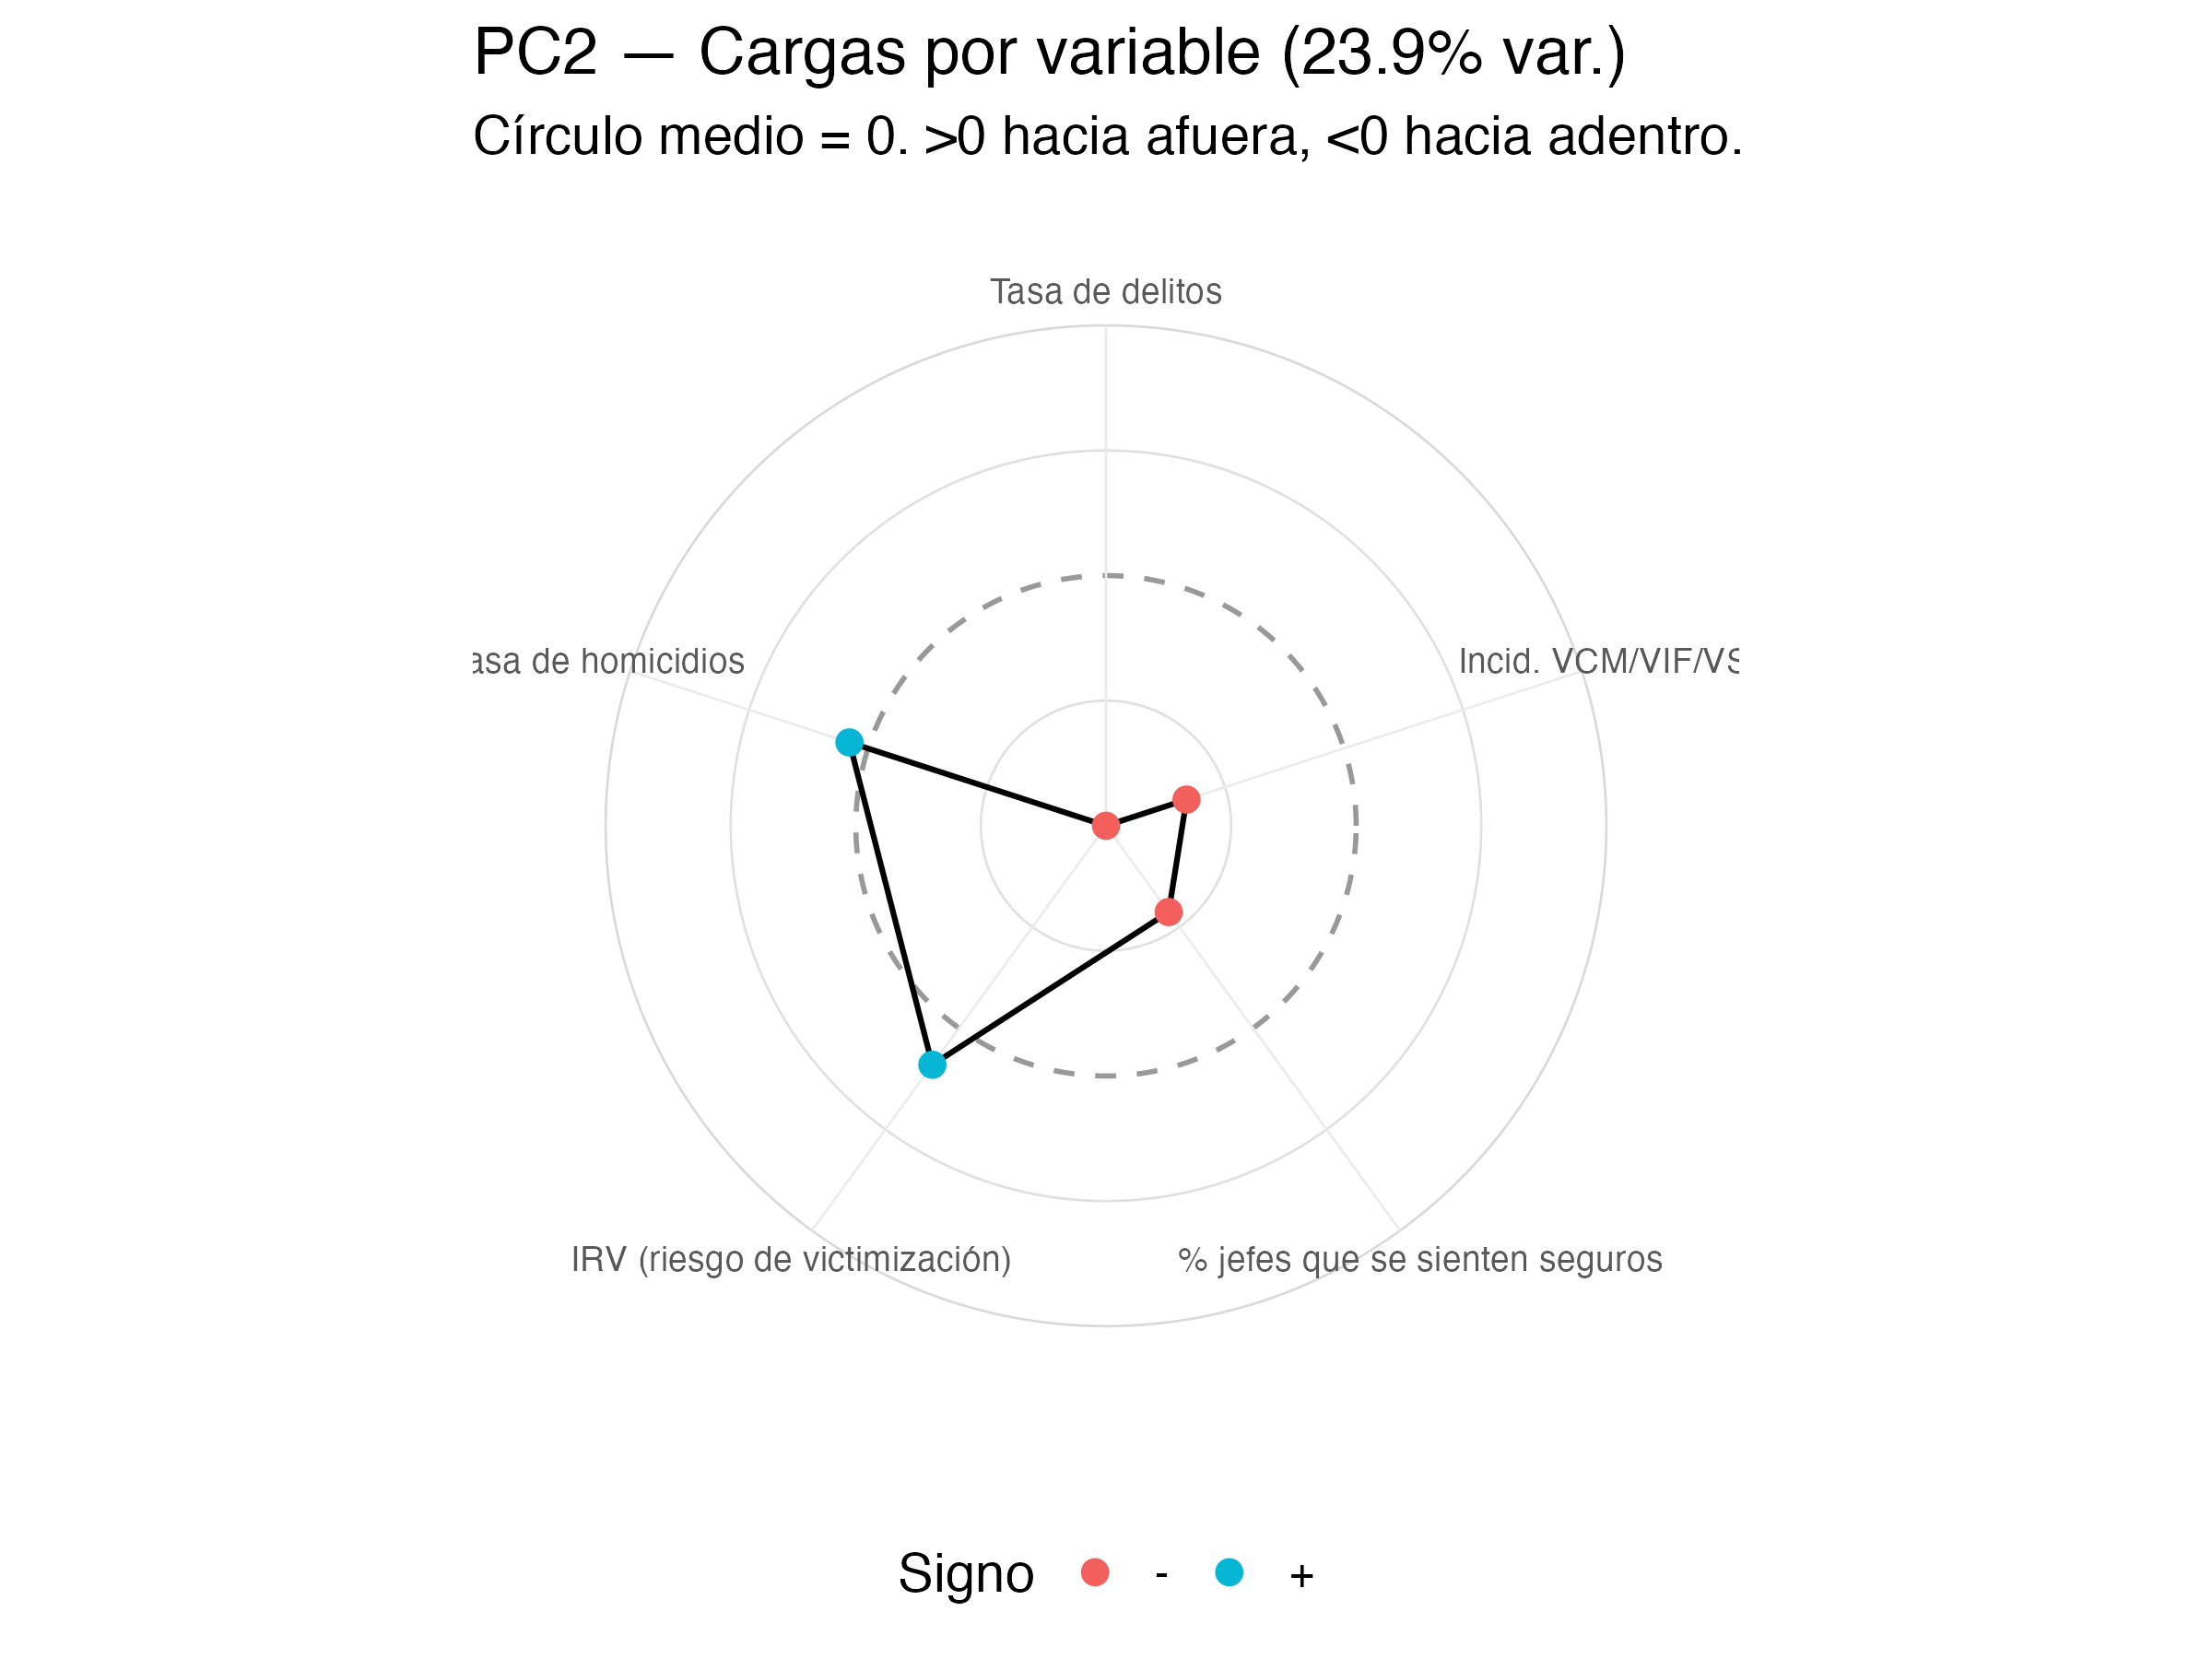 PC2 — Cargas por variable (23.9% var.)
Círculo medio = 0. >0 hacia afuera, <0 hacia adentro.
Tasa de delitos
asa de homicidios
Incid. VCM/VIF/VS
IRV (riesgo de victimización)
% jefes que se sienten seguros
Signo - +